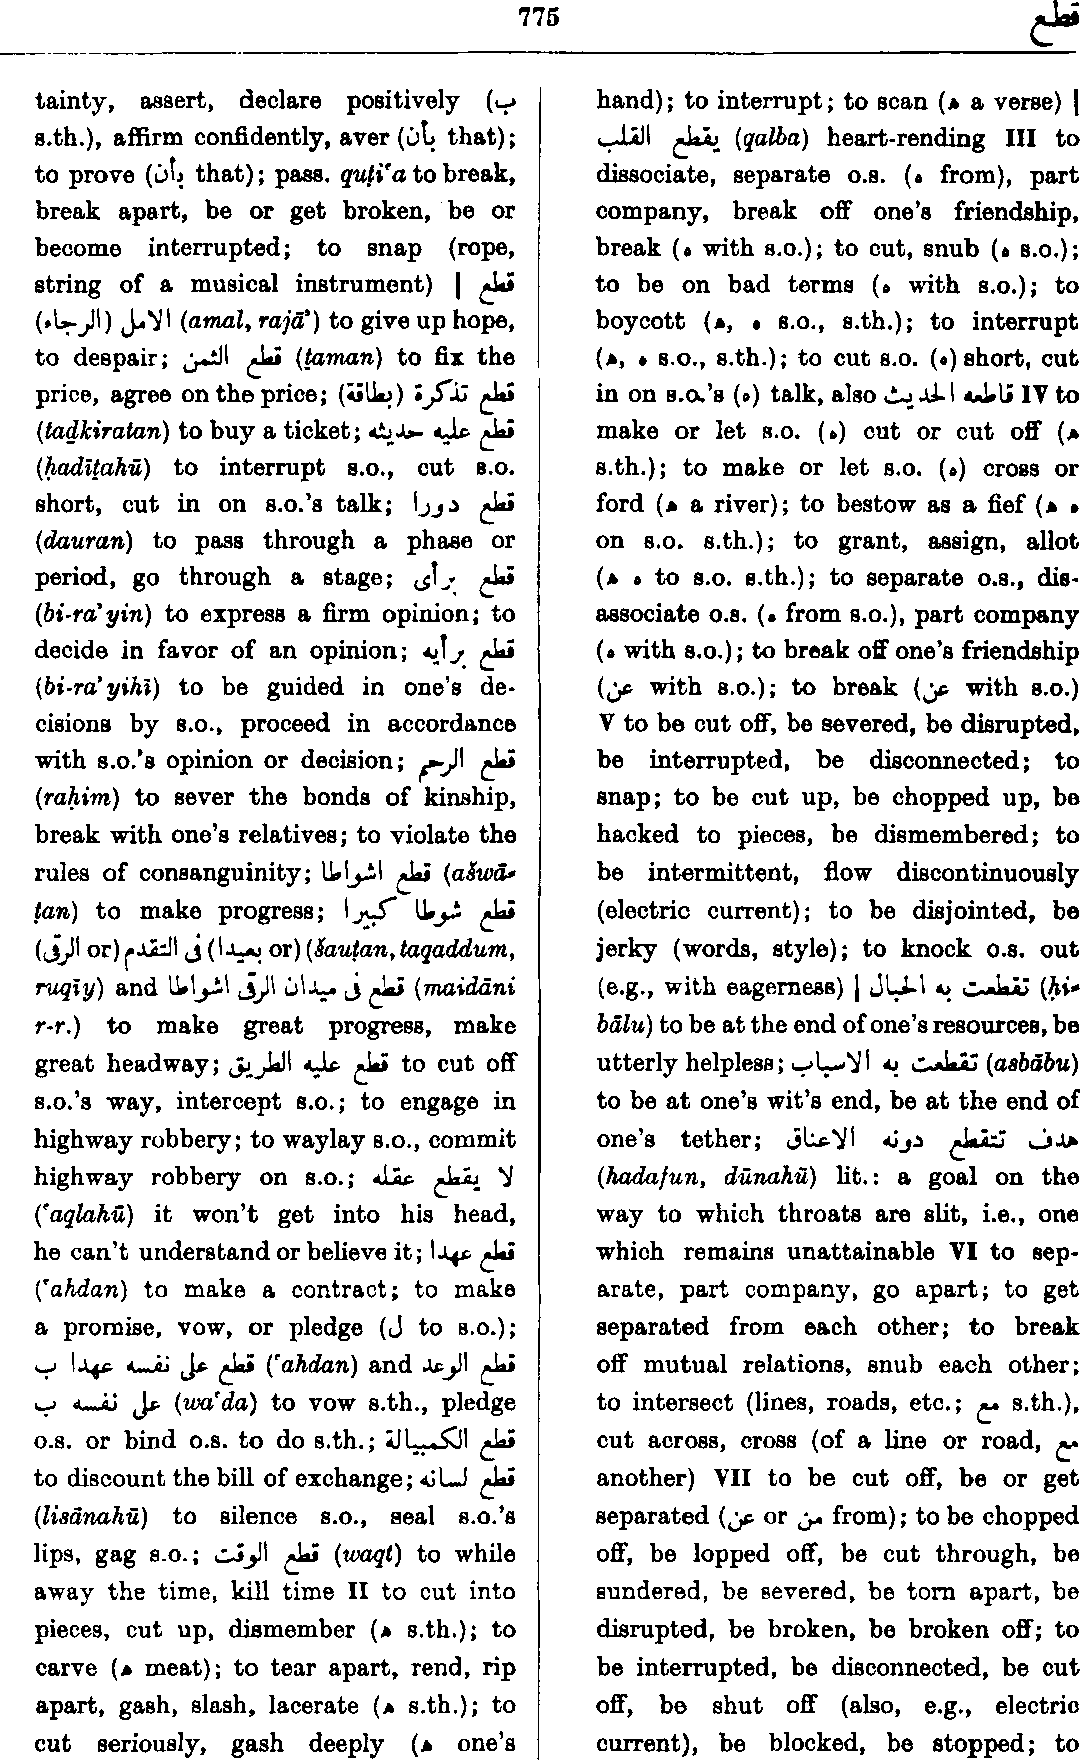 775
قطع
tainty, assert, declare positively (ب
s.th.), affirm confidently, aver (بأن that);
to prove (بأن that); pass. quṭi‘a to break,
break apart, be or get broken, be or
become interrupted; to snap (rope,
string of a musical instrument) | قطع
الامل (الرجاء) (amal, rajā’) to give up hope,
to despair; قطع الثمن (ṯaman) to fix the
price, agree on the price; قطع تذكرة (بطاقة)
(taḏkiratan) to buy a ticket; قطع عليه حديثه
(ḥadīṯahū) to interrupt s.o., cut s.o.
short, cut in on s.o.’s talk; قطع دورا
(dauran) to pass through a phase or
period, go through a stage; قطع برأى
(bi-ra’yin) to express a firm opinion; to
decide in favor of an opinion; قطع برأيه
(bi-ra’yihī) to be guided in one’s de-
cisions by s.o., proceed in accordance
with s.o.’s opinion or decision; قطع الرحم
(raḥim) to sever the bonds of kinship,
break with one’s relatives; to violate the
rules of consanguinity; قطع اشواطا (ašwā-
ṭan) to make progress; قطع شوطا كبيرا
(or بعيدا) فى التقدم (or الرقى) (šauṭan, taqaddum,
ruqīy) and قطع فى ميدان الرقى اشواطا (maidāni
r-r.) to make great progress, make
great headway; قطع عليه الطريق to cut off
s.o.’s way, intercept s.o.; to engage in
highway robbery; to waylay s.o., commit
highway robbery on s.o.; لا يقطع عقله
(‘aqlahū) it won’t get into his head,
he can’t understand or believe it; قطع عهدا
(‘ahdan) to make a contract; to make
a promise, vow, or pledge (ل to s.o.);
قطع على نفسه عهدا ب (‘ahdan) and قطع الوعد
على نفسه ب (wa‘da) to vow s.th., pledge
o.s. or bind o.s. to do s.th.; قطع الكمبيالة
to discount the bill of exchange; قطع لسانه
(lisānahū) to silence s.o., seal s.o.’s
lips, gag s.o.; قطع الوقت (waqt) to while
away the time, kill time II to cut into
pieces, cut up, dismember (ه s.th.); to
carve (ه meat); to tear apart, rend, rip
apart, gash, slash, lacerate (ه s.th.); to
cut seriously, gash deeply (ه one’s
hand); to interrupt; to scan (ه a verse) |
يقطع القلب (qalba) heart-rending III to
dissociate, separate o.s. (ه from), part
company, break off one’s friendship,
break (ه with s.o.); to cut, snub (ه s.o.);
to be on bad terms (ه with s.o.); to
boycott (ه, ه s.o., s.th.); to interrupt
(ه, ه s.o., s.th.); to cut s.o. (ه) short, cut
in on s.o.’s (ه) talk, also قاطعه الحديث IV to
make or let s.o. (ه) cut or cut off (ه
s.th.); to make or let s.o. (ه) cross or
ford (ه a river); to bestow as a fief (ه ه
on s.o. s.th.); to grant, assign, allot
(ه ه to s.o. s.th.); to separate o.s., dis-
associate o.s. (ه from s.o.), part company
(ه with s.o.); to break off one’s friendship
(عن with s.o.); to break (عن with s.o.)
V to be cut off, be severed, be disrupted,
be interrupted, be disconnected; to
snap; to be cut up, be chopped up, be
hacked to pieces, be dismembered; to
be intermittent, flow discontinuously
(electric current); to be disjointed, be
jerky (words, style); to knock o.s. out
(e.g., with eagerness) | تقطعت به الحبال (ḥi-
bālu) to be at the end of one’s resources, be
utterly helpless; تقطعت به الاسباب (asbābu)
to be at one’s wit’s end, be at the end of
one’s tether; هدف تتقطع دونه الاعناق
(hadafun, dūnahū) lit.: a goal on the
way to which throats are slit, i.e., one
which remains unattainable VI to sep-
arate, part company, go apart; to get
separated from each other; to break
off mutual relations, snub each other;
to intersect (lines, roads, etc.; مع s.th.),
cut across, cross (of a line or road, مع
another) VII to be cut off, be or get
separated (عن or من from); to be chopped
off, be lopped off, be cut through, be
sundered, be severed, be torn apart, be
disrupted, be broken, be broken off; to
be interrupted, be disconnected, be cut
off, be shut off (also, e.g., electric
current), be blocked, be stopped; to